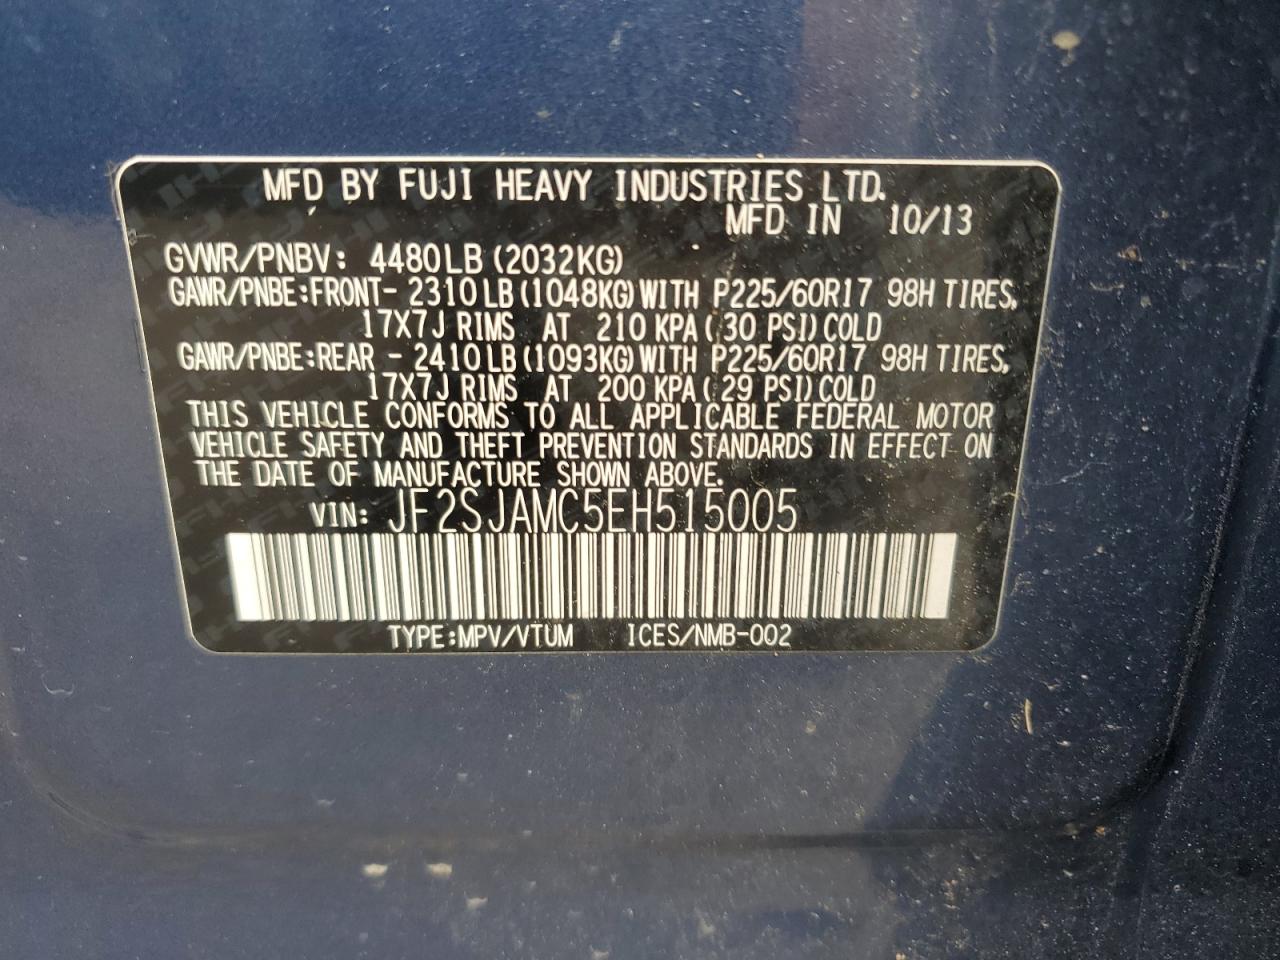 MFD BY FUJI HEAVY INDUSTRIES LTD.
MFD IN 10/13
GVWR/PNBV: 4480LB(2032KG)
GAWR/PNBE:FRONT- 2310LB(1048KG)WITH P225/60R17 98H TIRES,
17X7J RIMS AT 210 KPA( 30 PSI)COLD
GAWR/PNBE:REAR - 2410LB(1093KG)WITH P225/60R17 98H TIRES,
17X7J RIMS AT 200 KPA( 29 PSI)COLD
THIS VEHICLE CONFORMS TO ALL APPLICABLE FEDERAL MOTOR
VEHICLE SAFETY AND THEFT PREVENTION STANDARDS IN EFFECT ON
THE DATE OF MANUFACTURE SHOWN ABOVE.
VIN: JF2SJAMC5EH515005
TYPE:MPV/VTUM ICES/NMB-002